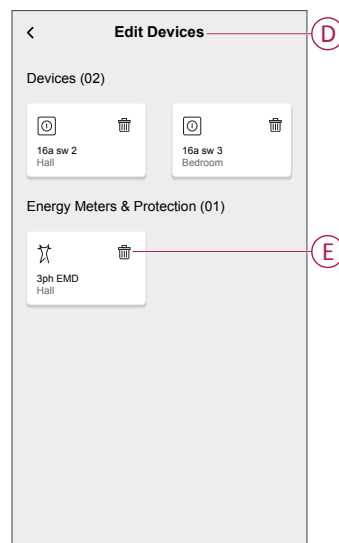 Edit Devices
D
Devices (02)
16a sw 2
Hall
16a sw 3
Bedroom
Energy Meters & Protection (01)
E
3ph EMD
Hall